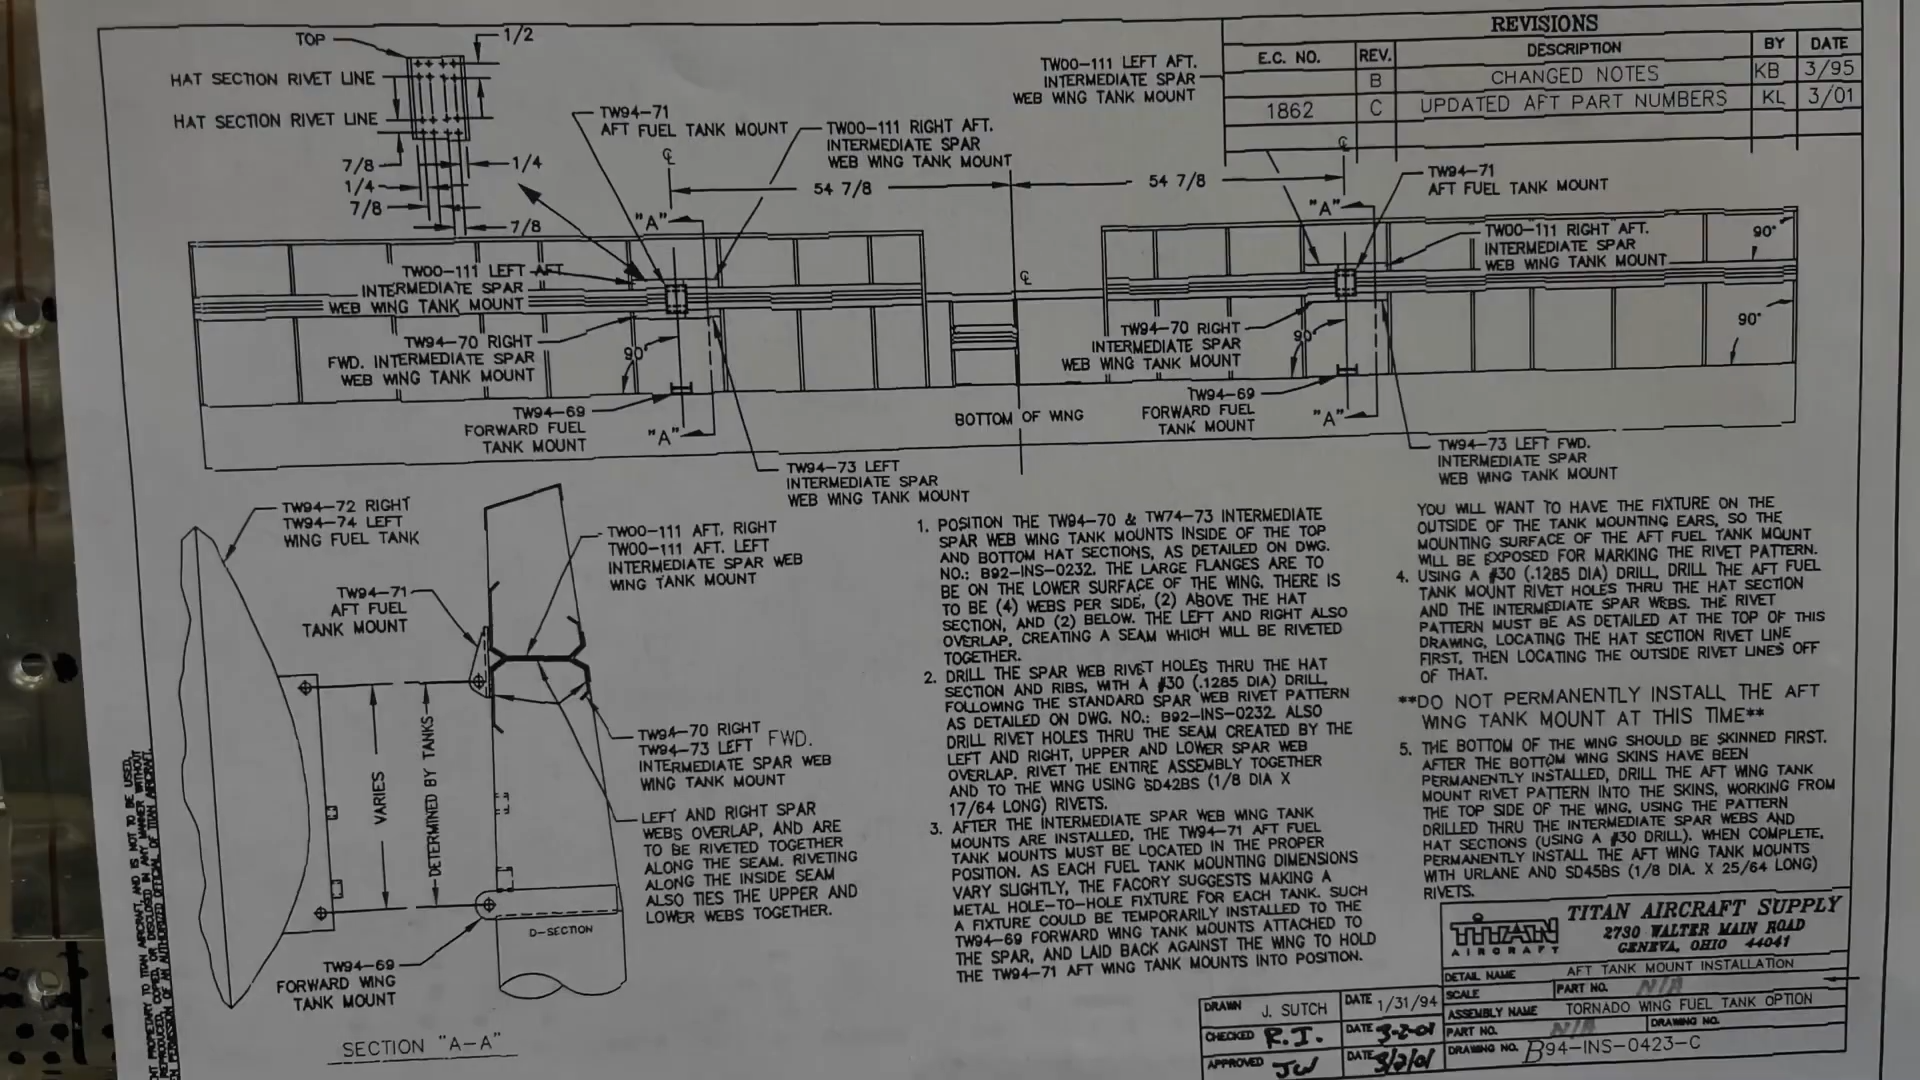 REVISIONS
E.C. NO. REV. DESCRIPTION BY DATE
B CHANGED NOTES KB 3/95
1862 C UPDATED AFT PART NUMBERS KL 3/01
TOP
1/2
HAT SECTION RIVET LINE
HAT SECTION RIVET LINE
7/8
1/4
1/4
7/8
7/8
TW94-71
AFT FUEL TANK MOUNT
TW00-111 RIGHT AFT.
INTERMEDIATE SPAR
WEB WING TANK MOUNT
TW00-111 LEFT AFT.
INTERMEDIATE SPAR
WEB WING TANK MOUNT
54 7/8
54 7/8
TW94-71
AFT FUEL TANK MOUNT
"A"
"A"
TW00-111 RIGHT AFT.
INTERMEDIATE SPAR
WEB WING TANK MOUNT
90°
TW00-111 LEFT AFT
INTERMEDIATE SPAR
WEB WING TANK MOUNT
TW94-70 RIGHT
FWD. INTERMEDIATE SPAR
WEB WING TANK MOUNT
90°
TW94-70 RIGHT
INTERMEDIATE SPAR
WEB WING TANK MOUNT
90°
90°
TW94-69
FORWARD FUEL
TANK MOUNT
"A"
BOTTOM OF WING
TW94-69
FORWARD FUEL
TANK MOUNT
"A"
TW94-73 LEFT
INTERMEDIATE SPAR
WEB WING TANK MOUNT
TW94-73 LEFT FWD.
INTERMEDIATE SPAR
WEB WING TANK MOUNT
TW94-72 RIGHT
TW94-74 LEFT
WING FUEL TANK
TW00-111 AFT. RIGHT
TW00-111 AFT. LEFT
INTERMEDIATE SPAR WEB
WING TANK MOUNT
TW94-71
AFT FUEL
TANK MOUNT
TW94-70 RIGHT
TW94-73 LEFT FWD.
INTERMEDIATE SPAR WEB
WING TANK MOUNT
VARIES
DETERMINED BY TANKS
LEFT AND RIGHT SPAR
WEBS OVERLAP, AND ARE
TO BE RIVETED TOGETHER
ALONG THE SEAM. RIVETING
ALONG THE INSIDE SEAM
ALSO TIES THE UPPER AND
LOWER WEBS TOGETHER.
D-SECTION
TW94-69
FORWARD WING
TANK MOUNT
SECTION "A-A"
1. POSITION THE TW94-70 & TW74-73 INTERMEDIATE
SPAR WEB WING TANK MOUNTS INSIDE OF THE TOP
AND BOTTOM HAT SECTIONS, AS DETAILED ON DWG.
NO.: B92-INS-0232. THE LARGE FLANGES ARE TO
BE ON THE LOWER SURFACE OF THE WING. THERE IS
TO BE (4) WEBS PER SIDE, (2) ABOVE THE HAT
SECTION, AND (2) BELOW. THE LEFT AND RIGHT ALSO
OVERLAP, CREATING A SEAM WHICH WILL BE RIVETED
TOGETHER.
2. DRILL THE SPAR WEB RIVET HOLES THRU THE HAT
SECTION AND RIBS, WITH A #30 (.1285 DIA) DRILL,
FOLLOWING THE STANDARD SPAR WEB RIVET PATTERN
AS DETAILED ON DWG. NO.: B92-INS-0232. ALSO
DRILL RIVET HOLES THRU THE SEAM CREATED BY THE
LEFT AND RIGHT, UPPER AND LOWER SPAR WEB
OVERLAP. RIVET THE ENTIRE ASSEMBLY TOGETHER
AND TO THE WING USING SD42BS (1/8 DIA X
17/64 LONG) RIVETS.
3. AFTER THE INTERMEDIATE SPAR WEB WING TANK
MOUNTS ARE INSTALLED, THE TW94-71 AFT FUEL
TANK MOUNTS MUST BE LOCATED IN THE PROPER
POSITION. AS EACH FUEL TANK MOUNTING DIMENSIONS
VARY SLIGHTLY, THE FACORY SUGGESTS MAKING A
METAL HOLE-TO-HOLE FIXTURE FOR EACH TANK. SUCH
A FIXTURE COULD BE TEMPORARILY INSTALLED TO THE
TW94-69 FORWARD WING TANK MOUNTS ATTACHED TO
THE SPAR, AND LAID BACK AGAINST THE WING TO HOLD
THE TW94-71 AFT WING TANK MOUNTS INTO POSITION.
YOU WILL WANT TO HAVE THE FIXTURE ON THE
OUTSIDE OF THE TANK MOUNTING EARS, SO THE
MOUNTING SURFACE OF THE AFT FUEL TANK MOUNT
WILL BE EXPOSED FOR MARKING THE RIVET PATTERN.
4. USING A #30 (.1285 DIA) DRILL, DRILL THE AFT FUEL
TANK MOUNT RIVET HOLES THRU THE HAT SECTION
AND THE INTERMEDIATE SPAR WEBS. THE RIVET
PATTERN MUST BE AS DETAILED AT THE TOP OF THIS
DRAWING, LOCATING THE HAT SECTION RIVET LINE
FIRST, THEN LOCATING THE OUTSIDE RIVET LINES OFF
OF THAT.
**DO NOT PERMANENTLY INSTALL THE AFT
WING TANK MOUNT AT THIS TIME**
5. THE BOTTOM OF THE WING SHOULD BE SKINNED FIRST.
AFTER THE BOTTOM WING SKINS HAVE BEEN
PERMANENTLY INSTALLED, DRILL THE AFT WING TANK
MOUNT RIVET PATTERN INTO THE SKINS, WORKING FROM
THE TOP SIDE OF THE WING, USING THE PATTERN
DRILLED THRU THE INTERMEDIATE SPAR WEBS AND
HAT SECTIONS (USING A #30 DRILL). WHEN COMPLETE,
PERMANENTLY INSTALL THE AFT WING TANK MOUNTS
WITH URLANE AND SD45BS (1/8 DIA. X 25/64 LONG)
RIVETS.
TITAN AIRCRAFT
TITAN AIRCRAFT SUPPLY
2730 WALTER MAIN ROAD
GENEVA, OHIO 44041
DETAIL NAME AFT TANK MOUNT INSTALLATION
SCALE PART NO. N/A
ASSEMBLY NAME TORNADO WING FUEL TANK OPTION
PART NO. N/A DRAWING NO.
DRAWING NO. B94-INS-0423-C
DRAWN J. SUTCH DATE 1/31/94
CHECKED R.I. DATE 3-2-01
APPROVED JW DATE 3/2/01
PROPRIETARY TO TITAN AIRCRAFT, AND IS NOT TO BE USED,
COPIED, OR DISCLOSED IN ANY MANNER WITHOUT
PERMISSION OF AN AUTHORIZED OFFICIAL OF TITAN AIRCRAFT.